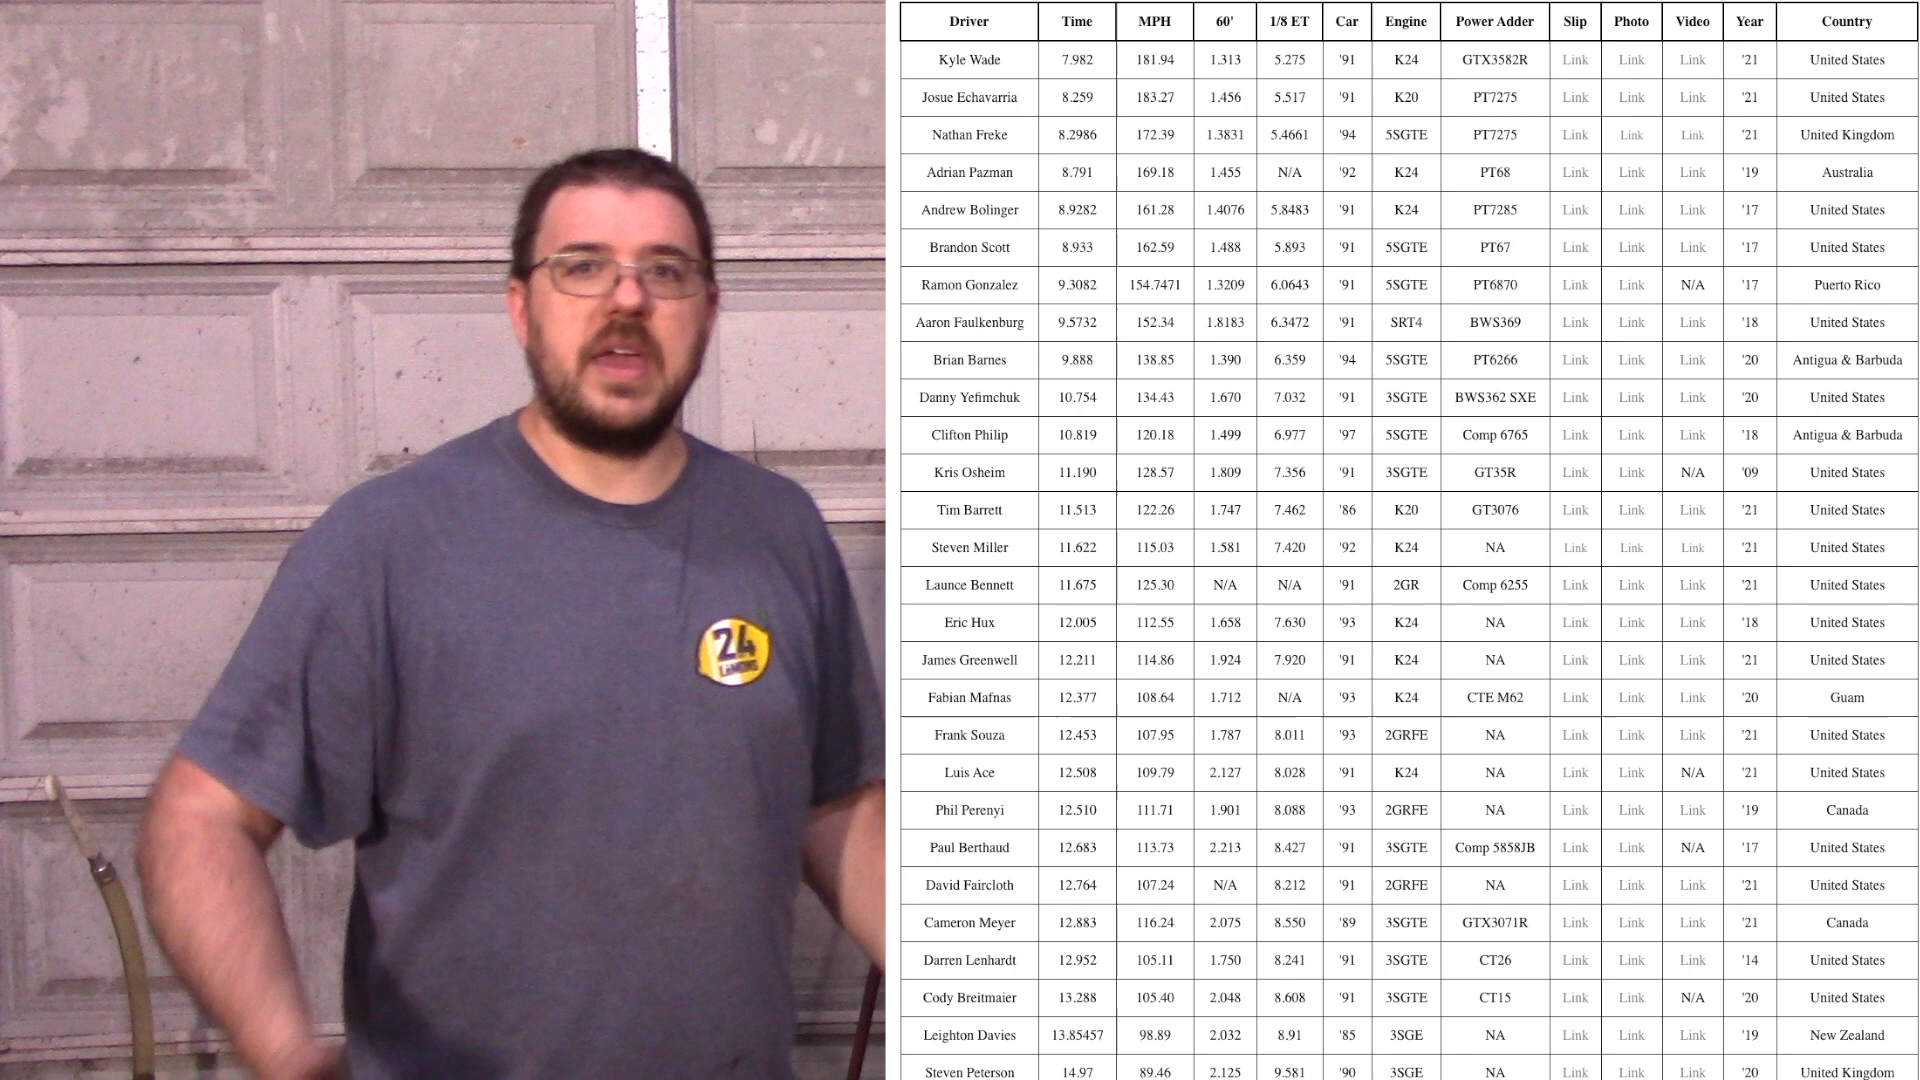 24
LEMONS
Driver Time MPH 60' 1/8 ET Car Engine Power Adder Slip Photo Video Year Country
Kyle Wade 7.982 181.94 1.313 5.275 '91 K24 GTX3582R Link Link Link '21 United States
Josue Echavarria 8.259 183.27 1.456 5.517 '91 K20 PT7275 Link Link Link '21 United States
Nathan Freke 8.2986 172.39 1.3831 5.4661 '94 5SGTE PT7275 Link Link Link '21 United Kingdom
Adrian Pazman 8.791 169.18 1.455 N/A '92 K24 PT68 Link Link Link '19 Australia
Andrew Bolinger 8.9282 161.28 1.4076 5.8483 '91 K24 PT7285 Link Link Link '17 United States
Brandon Scott 8.933 162.59 1.488 5.893 '91 5SGTE PT67 Link Link Link '17 United States
Ramon Gonzalez 9.3082 154.7471 1.3209 6.0643 '91 5SGTE PT6870 Link Link N/A '17 Puerto Rico
Aaron Faulkenburg 9.5732 152.34 1.8183 6.3472 '91 SRT4 BWS369 Link Link Link '18 United States
Brian Barnes 9.888 138.85 1.390 6.359 '94 5SGTE PT6266 Link Link Link '20 Antigua & Barbuda
Danny Yefimchuk 10.754 134.43 1.670 7.032 '91 3SGTE BWS362 SXE Link Link Link '20 United States
Clifton Philip 10.819 120.18 1.499 6.977 '97 5SGTE Comp 6765 Link Link Link '18 Antigua & Barbuda
Kris Osheim 11.190 128.57 1.809 7.356 '91 3SGTE GT35R Link Link N/A '09 United States
Tim Barrett 11.513 122.26 1.747 7.462 '86 K20 GT3076 Link Link Link '21 United States
Steven Miller 11.622 115.03 1.581 7.420 '92 K24 NA Link Link Link '21 United States
Launce Bennett 11.675 125.30 N/A N/A '91 2GR Comp 6255 Link Link Link '21 United States
Eric Hux 12.005 112.55 1.658 7.630 '93 K24 NA Link Link Link '18 United States
James Greenwell 12.211 114.86 1.924 7.920 '91 K24 NA Link Link Link '21 United States
Fabian Mafnas 12.377 108.64 1.712 N/A '93 K24 CTE M62 Link Link Link '20 Guam
Frank Souza 12.453 107.95 1.787 8.011 '93 2GRFE NA Link Link Link '21 United States
Luis Ace 12.508 109.79 2.127 8.028 '91 K24 NA Link Link N/A '21 United States
Phil Perenyi 12.510 111.71 1.901 8.088 '93 2GRFE NA Link Link Link '19 Canada
Paul Berthaud 12.683 113.73 2.213 8.427 '91 3SGTE Comp 5858JB Link Link N/A '17 United States
David Faircloth 12.764 107.24 N/A 8.212 '91 2GRFE NA Link Link Link '21 United States
Cameron Meyer 12.883 116.24 2.075 8.550 '89 3SGTE GTX3071R Link Link Link '21 Canada
Darren Lenhardt 12.952 105.11 1.750 8.241 '91 3SGTE CT26 Link Link Link '14 United States
Cody Breitmaier 13.288 105.40 2.048 8.608 '91 3SGTE CT15 Link Link N/A '20 United States
Leighton Davies 13.85457 98.89 2.032 8.91 '85 3SGE NA Link Link Link '19 New Zealand
Steven Peterson 14.97 89.46 2.125 9.581 '90 3SGE NA Link Link Link '20 United Kingdom